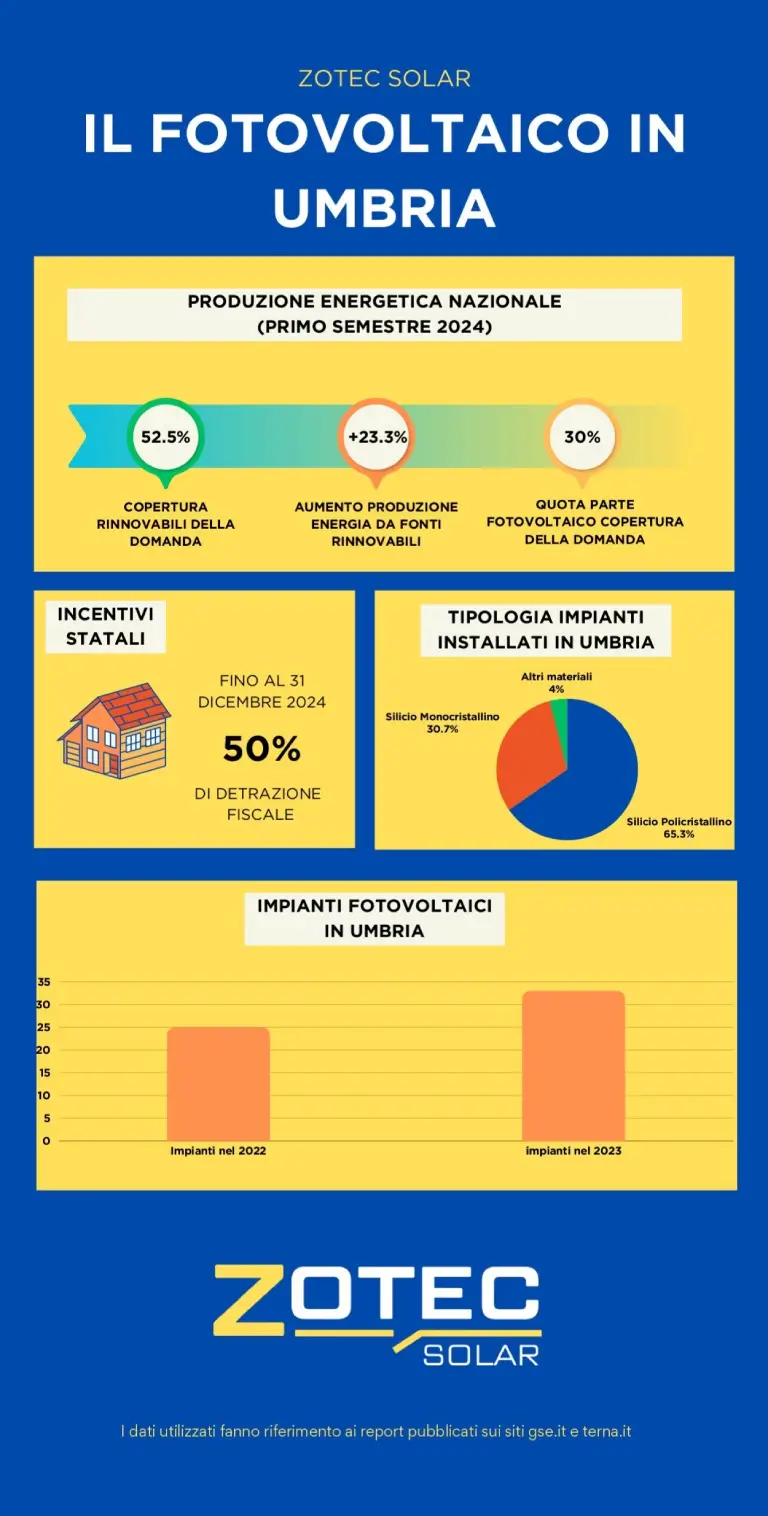 ZOTEC SOLAR
IL FOTOVOLTAICO IN
UMBRIA
PRODUZIONE ENERGETICA NAZIONALE
(PRIMO SEMESTRE 2024)
52.5%
+23.3%
30%
COPERTURA
RINNOVABILI DELLA
DOMANDA
AUMENTO PRODUZIONE
ENERGIA DA FONTI
RINNOVABILI
QUOTA PARTE
FOTOVOLTAICO COPERTURA
DELLA DOMANDA
INCENTIVI
STATALI
FINO AL 31
DICEMBRE 2024
50%
DI DETRAZIONE
FISCALE
TIPOLOGIA IMPIANTI
INSTALLATI IN UMBRIA
Altri materiali
4%
Silicio Monocristallino
30.7%
Silicio Policristallino
65.3%
IMPIANTI FOTOVOLTAICI
IN UMBRIA
35
30
25
20
15
10
5
0
Impianti nel 2022
impianti nel 2023
ZOTEC
SOLAR
I dati utilizzati fanno riferimento ai report pubblicati sui siti gse.it e terna.it